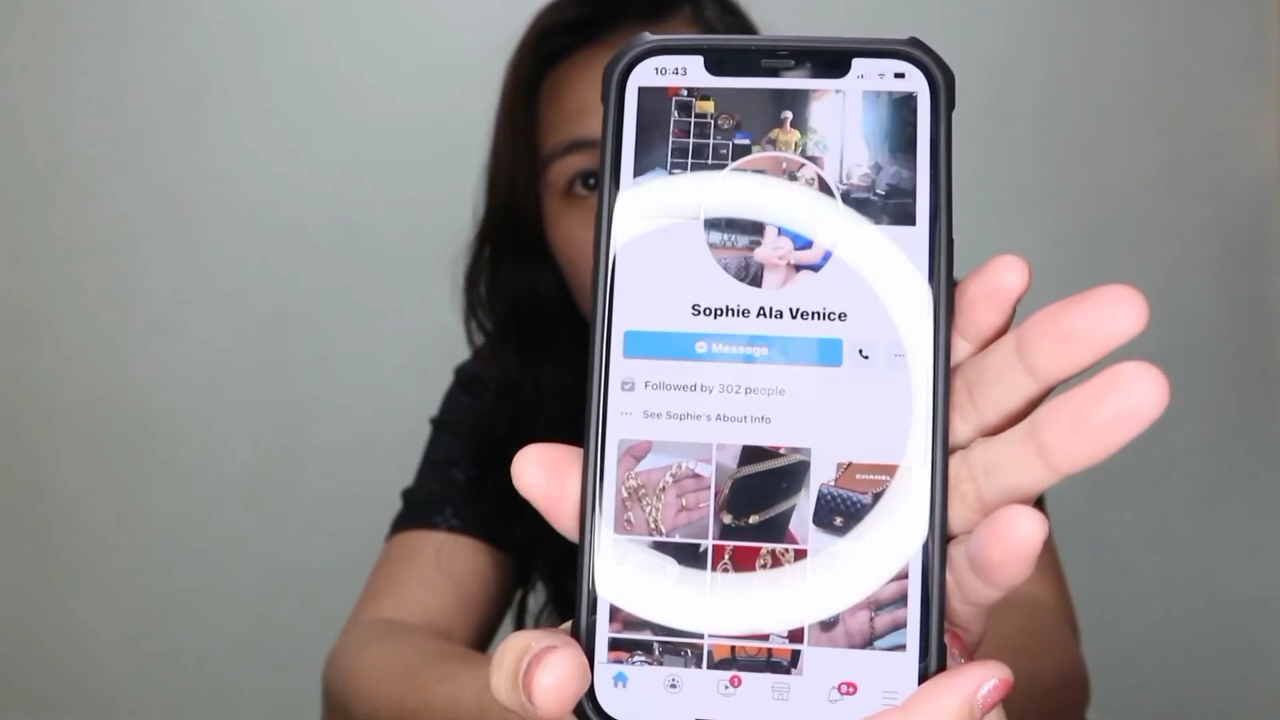 10:43
Sophie Ala Venice
Message
Followed by 302 people
See Sophie's About Info
CHANEL
1
9+